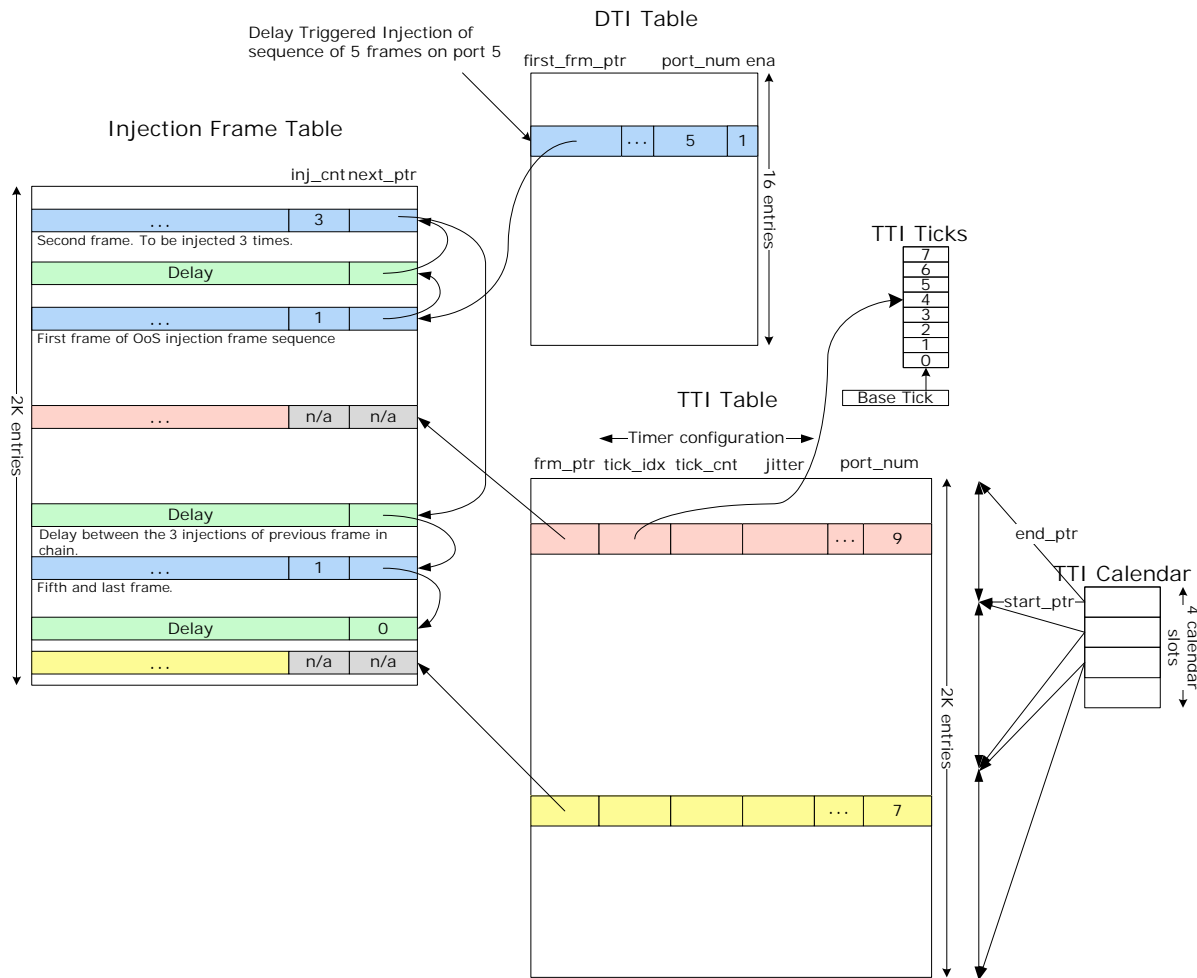 DTI Table
Delay Triggered Injection of
sequence of 5 frames on port 5
first_frm_ptr port_num ena
... 5 1
16 entries
Injection Frame Table
inj_cnt next_ptr
... 3
Second frame. To be injected 3 times.
Delay
... 1
First frame of OoS injection frame sequence
... n/a n/a
Delay
Delay between the 3 injections of previous frame in
chain.
... 1
Fifth and last frame.
Delay 0
... n/a n/a
2K entries
TTI Ticks
7
6
5
4
3
2
1
0
Base Tick
TTI Table
Timer configuration
frm_ptr tick_idx tick_cnt jitter port_num
... 9
... 7
2K entries
end_ptr
start_ptr
TTI Calendar
4 calendar
slots